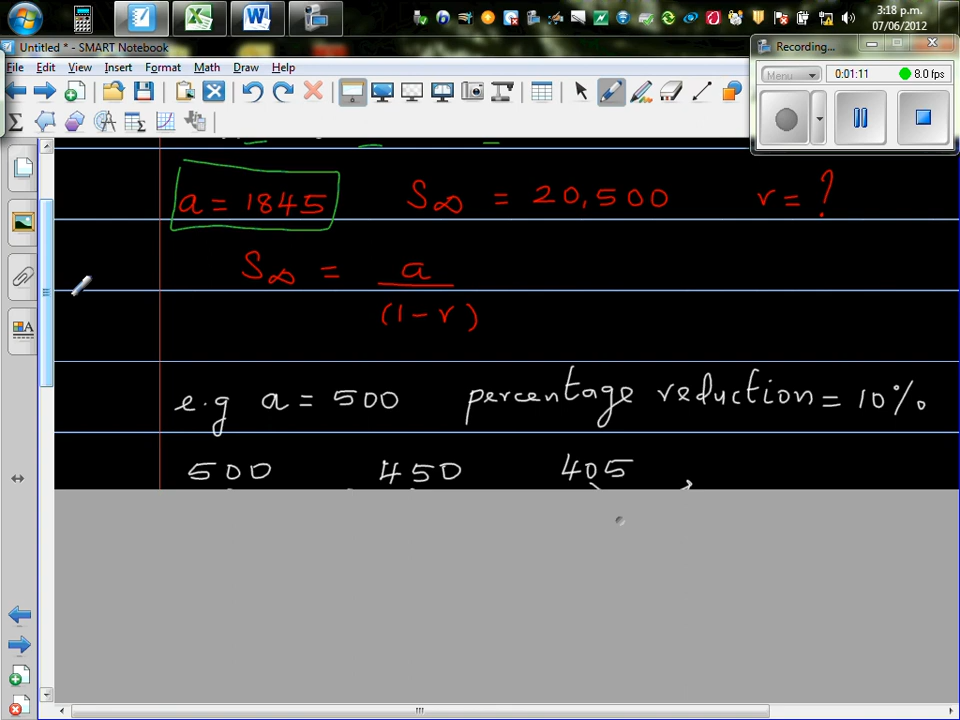 3:18 p.m.
07/06/2012
Untitled * - SMART Notebook
Recording...
File Edit View Insert Format Math Draw Help
Menu 0:01:11 8.0 fps
a = 1845 S∞ = 20,500 r = ?
S∞ = a
(1 - r)
e.g a = 500 percentage reduction = 10%
500 450 405